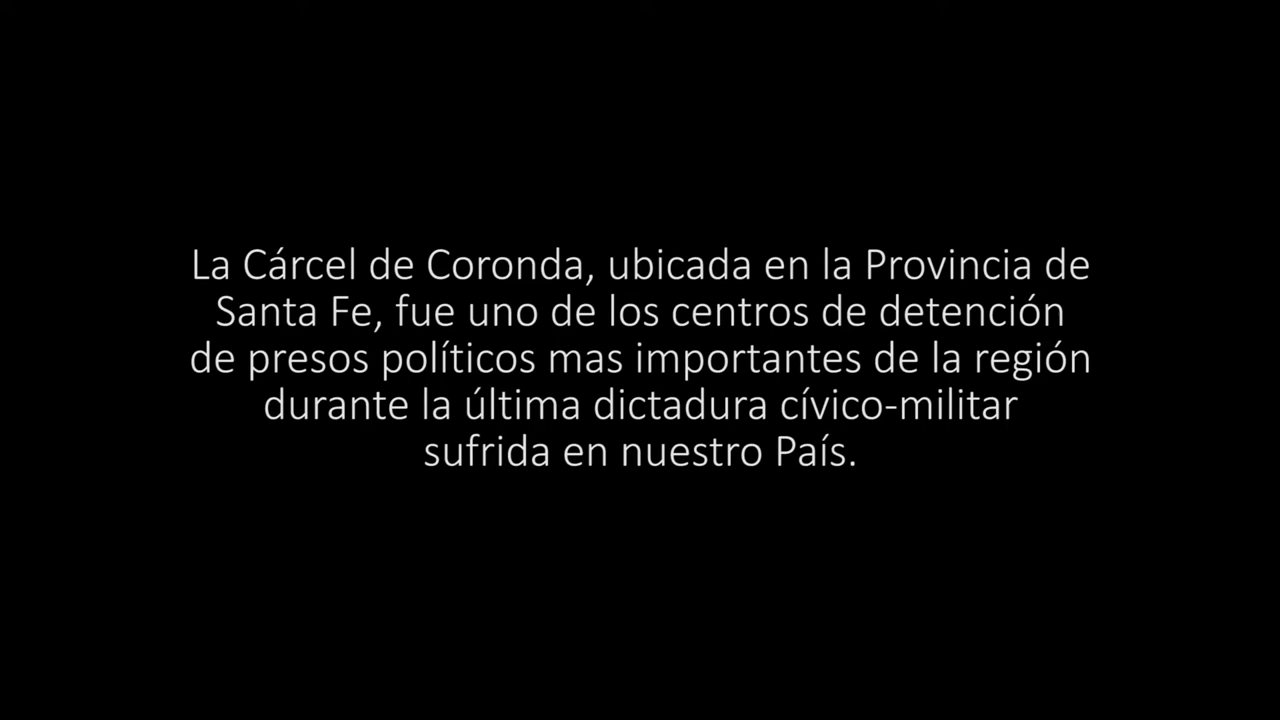 La Cárcel de Coronda, ubicada en la Provincia de
Santa Fe, fue uno de los centros de detención
de presos políticos mas importantes de la región
durante la última dictadura cívico-militar
sufrida en nuestro País.